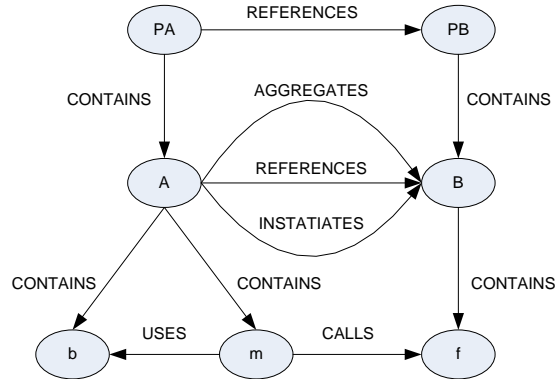 REFERENCES
PA
PB
CONTAINS
AGGREGATES
CONTAINS
A
REFERENCES
B
INSTATIATES
CONTAINS
CONTAINS
CONTAINS
b
USES
m
CALLS
f